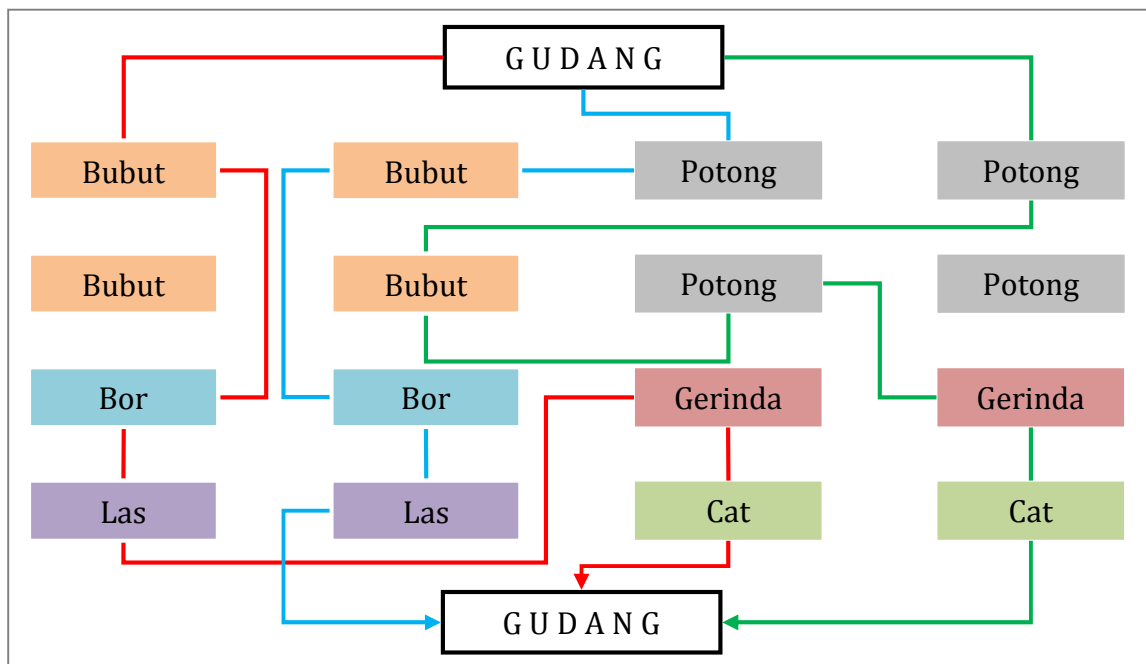 G U D A N G
Bubut Bubut Potong Potong
Bubut Bubut Potong Potong
Bor Bor Gerinda Gerinda
Las Las Cat Cat
G U D A N G